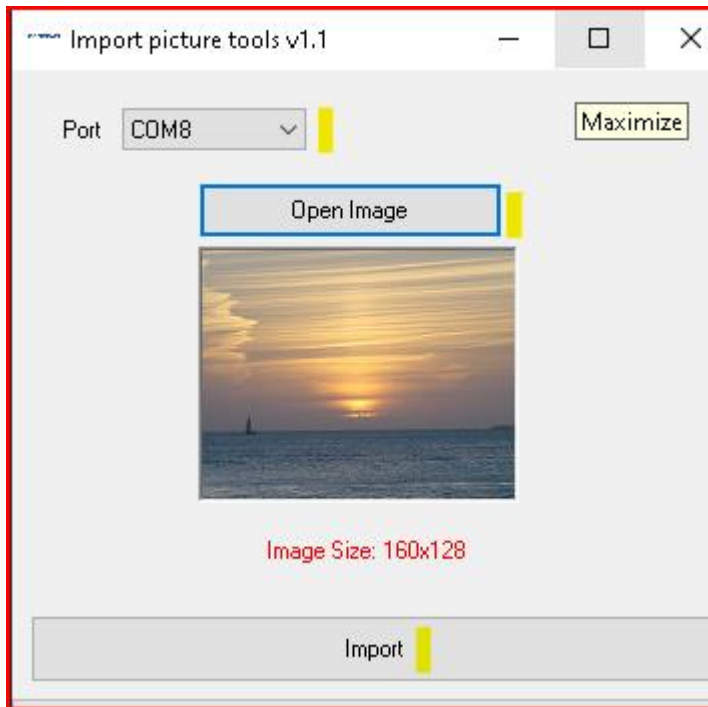 Import picture tools v1.1
Port COM8
Maximize
Open Image
Image Size: 160x128
Import